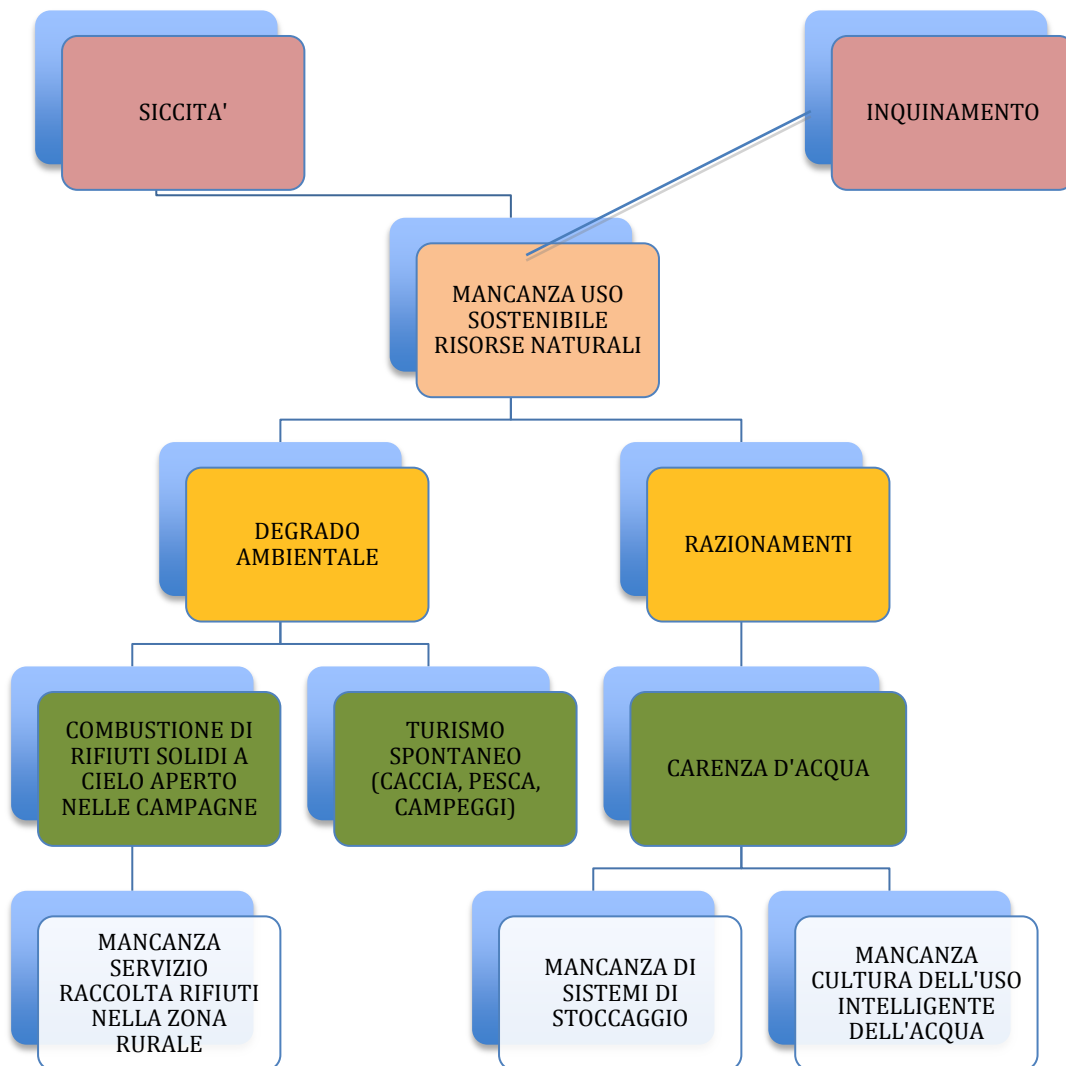 SICCITA'
INQUINAMENTO
MANCANZA USO
SOSTENIBILE
RISORSE NATURALI
DEGRADO
AMBIENTALE
RAZIONAMENTI
COMBUSTIONE DI
RIFIUTI SOLIDI A
CIELO APERTO
NELLE CAMPAGNE
TURISMO
SPONTANEO
(CACCIA, PESCA,
CAMPEGGI)
CARENZA D'ACQUA
MANCANZA
SERVIZIO
RACCOLTA RIFIUTI
NELLA ZONA
RURALE
MANCANZA DI
SISTEMI DI
STOCCAGGIO
MANCANZA
CULTURA DELL'USO
INTELLIGENTE
DELL'ACQUA